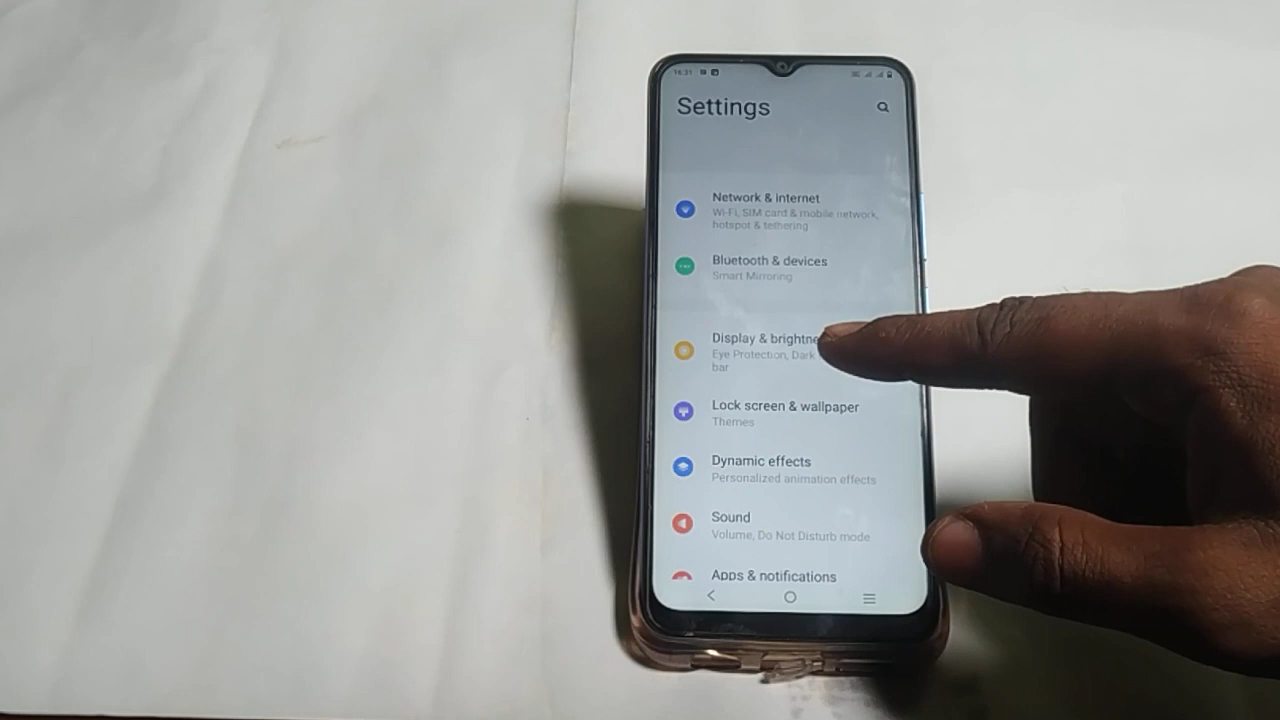 16:31
Settings
Network & internet
Wi-Fi, SIM card & mobile network,
hotspot & tethering
Bluetooth & devices
Smart Mirroring
Display & brightne
Eye Protection, Dark
bar
Lock screen & wallpaper
Themes
Dynamic effects
Personalized animation effects
Sound
Volume, Do Not Disturb mode
Apps & notifications